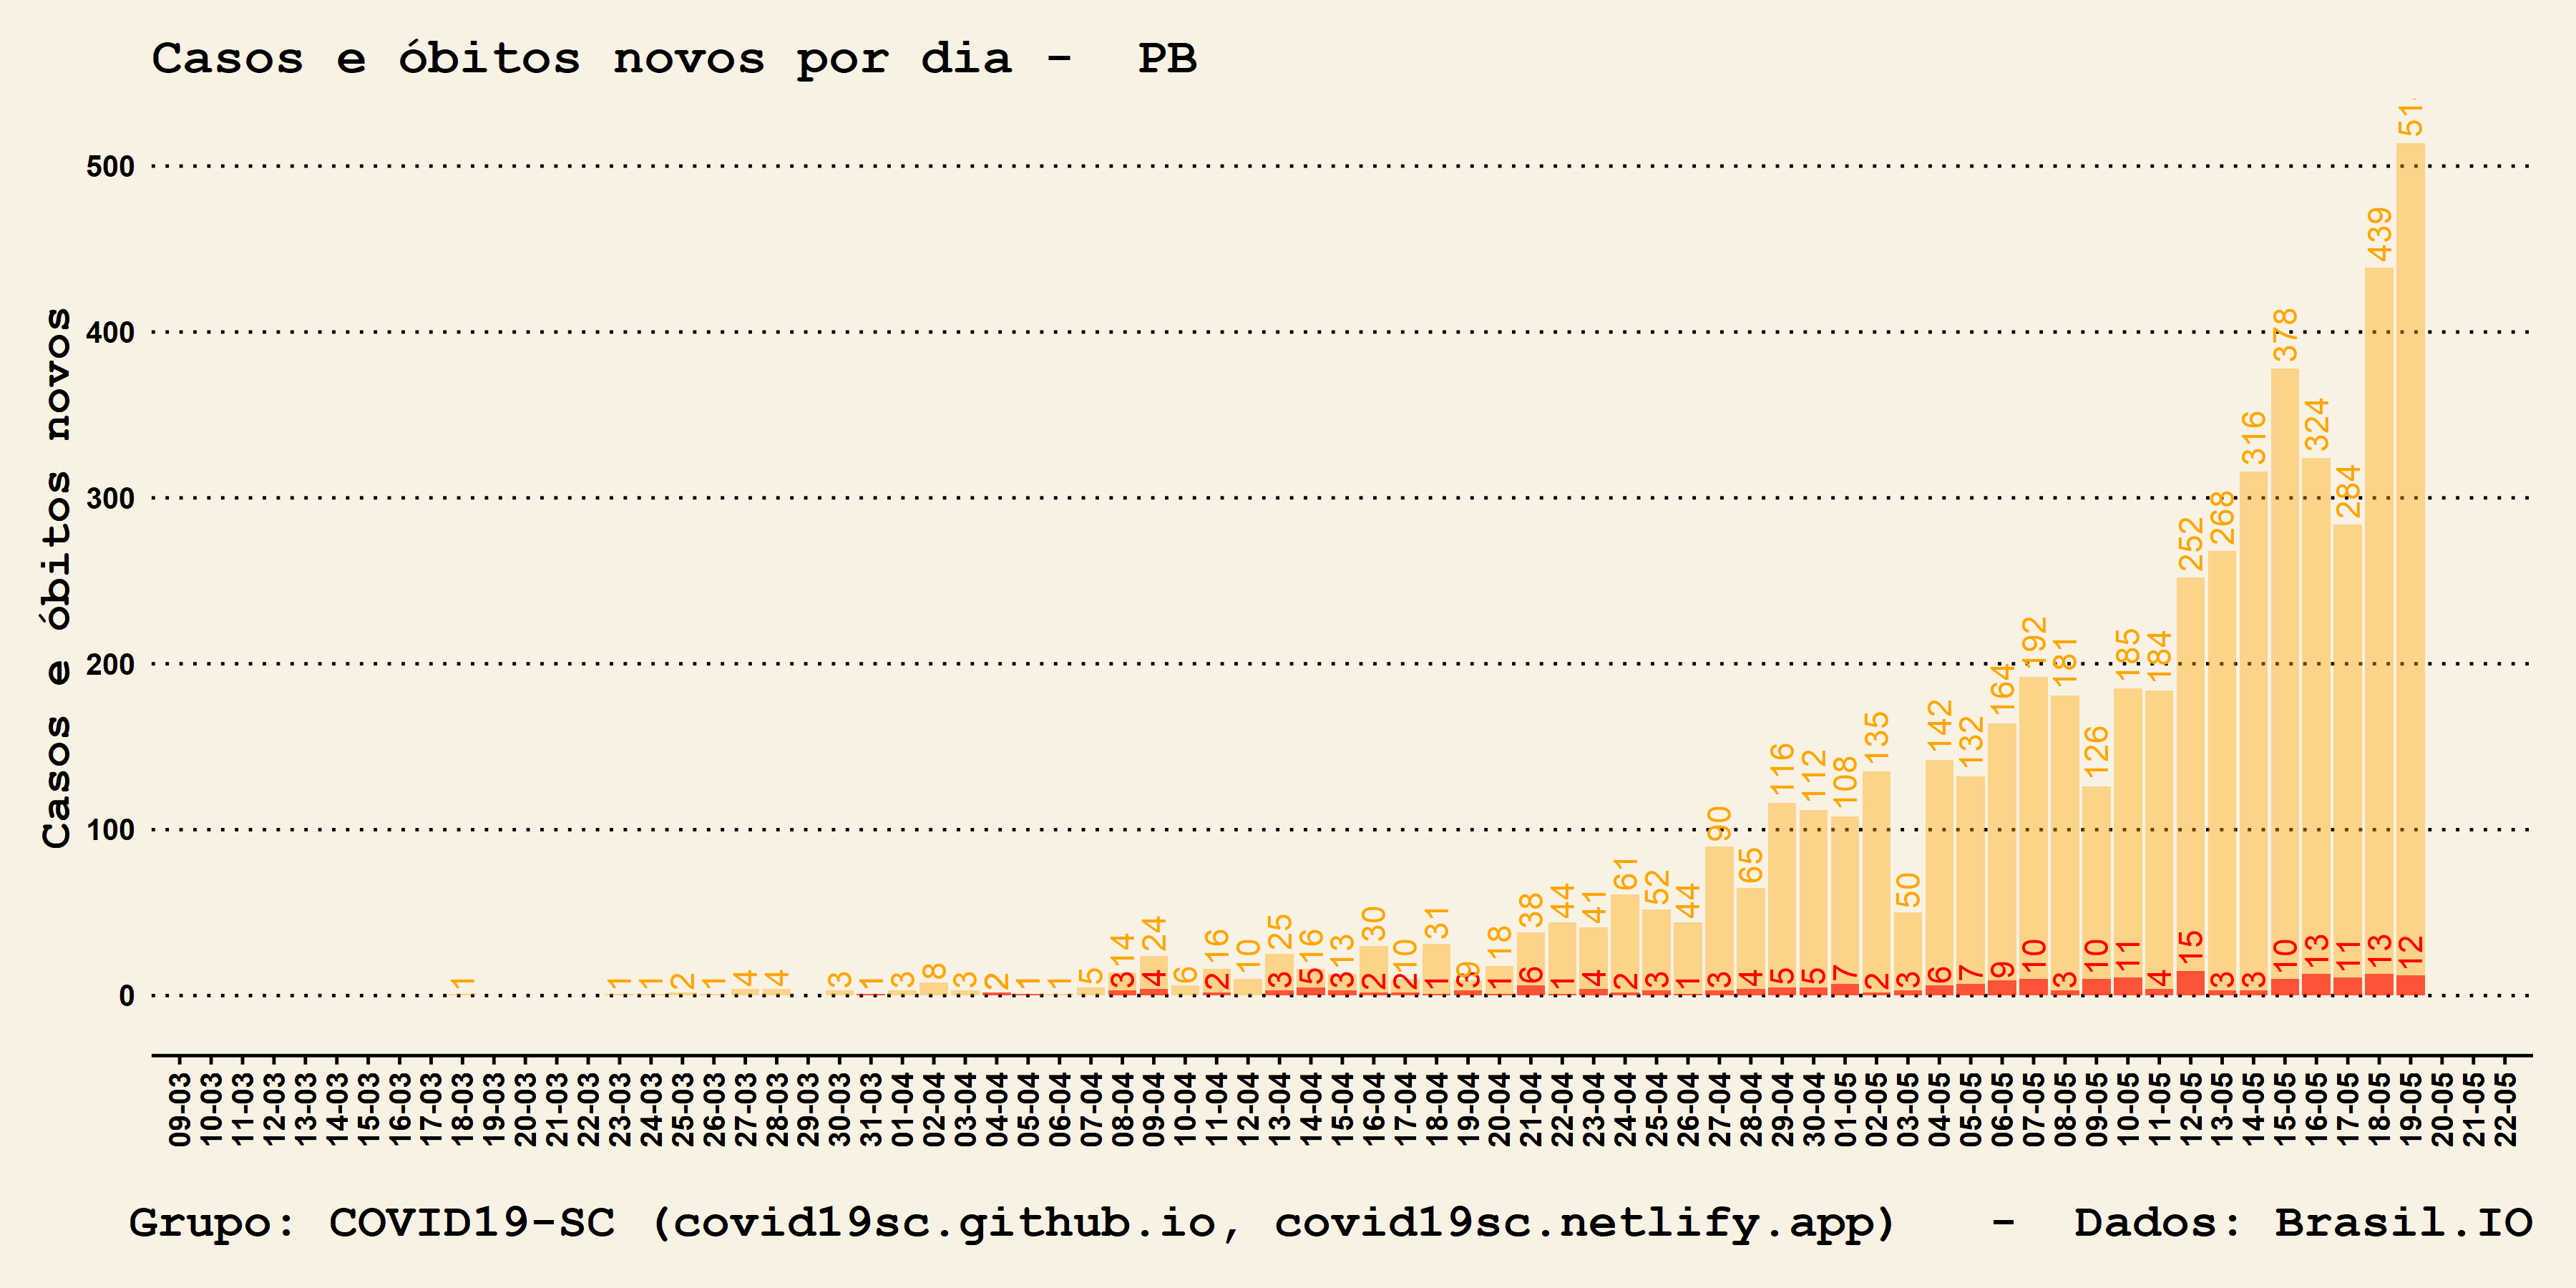 Casos e óbitos novos por dia - PB
Casos e óbitos novos
500
400
300
200
100
0
1 1 1 2 1 4 4 3 1 3 8 3 2 1 1 5 14 24 6 16 10 25 16 13 30 10 31 9 18 38 44 41 61 52 44 90 65 116 112 108 135 50 142 132 164 192 181 126 185 184 252 268 316 378 324 284 439
3 4 2 3 5 3 2 2 1 3 1 6 1 4 2 3 1 3 4 5 5 7 2 3 6 7 9 10 3 10 11 4 15 3 3 10 13 11 13 12
09-03 10-03 11-03 12-03 13-03 14-03 15-03 16-03 17-03 18-03 19-03 20-03 21-03 22-03 23-03 24-03 25-03 26-03 27-03 28-03 29-03 30-03 31-03 01-04 02-04 03-04 04-04 05-04 06-04 07-04 08-04 09-04 10-04 11-04 12-04 13-04 14-04 15-04 16-04 17-04 18-04 19-04 20-04 21-04 22-04 23-04 24-04 25-04 26-04 27-04 28-04 29-04 30-04 01-05 02-05 03-05 04-05 05-05 06-05 07-05 08-05 09-05 10-05 11-05 12-05 13-05 14-05 15-05 16-05 17-05 18-05 19-05 20-05 21-05 22-05
Grupo: COVID19-SC (covid19sc.github.io, covid19sc.netlify.app) - Dados: Brasil.IO